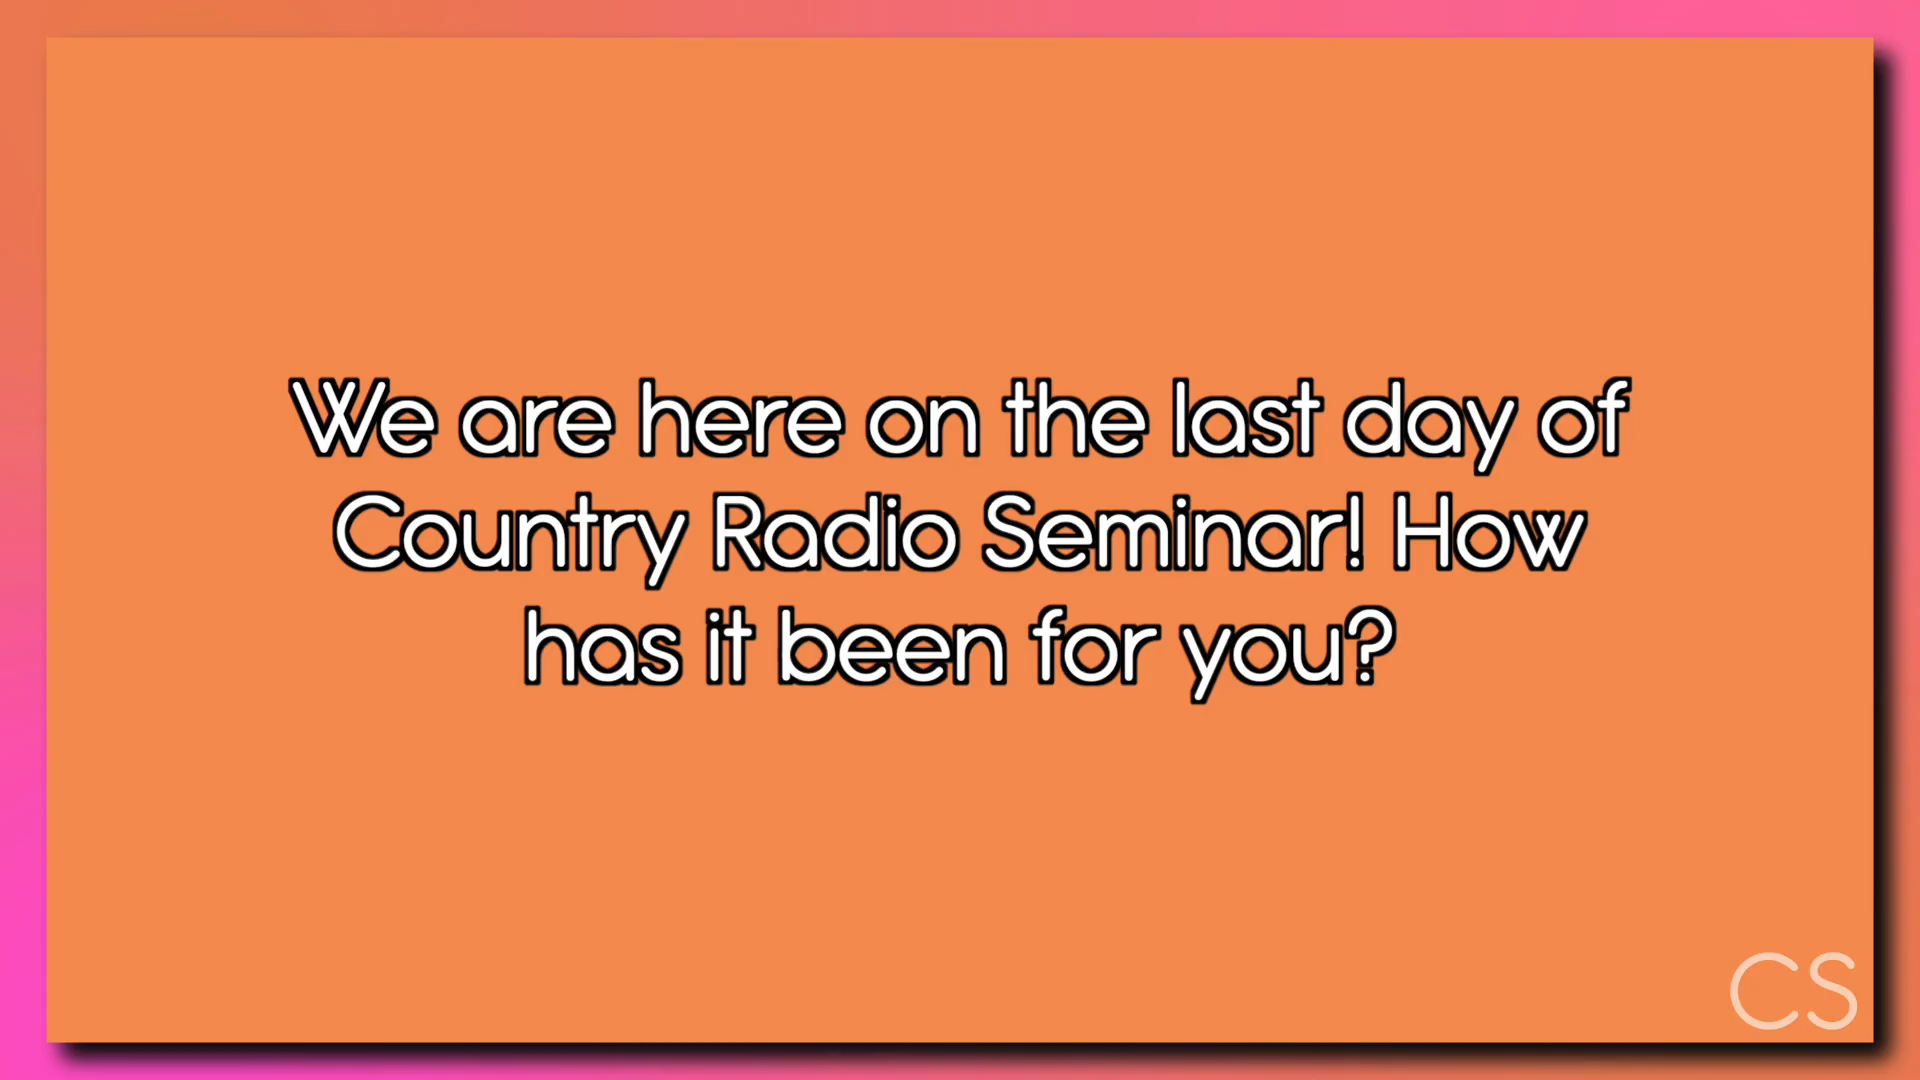 We are here on the last day of
Country Radio Seminar! How
has it been for you?
CS